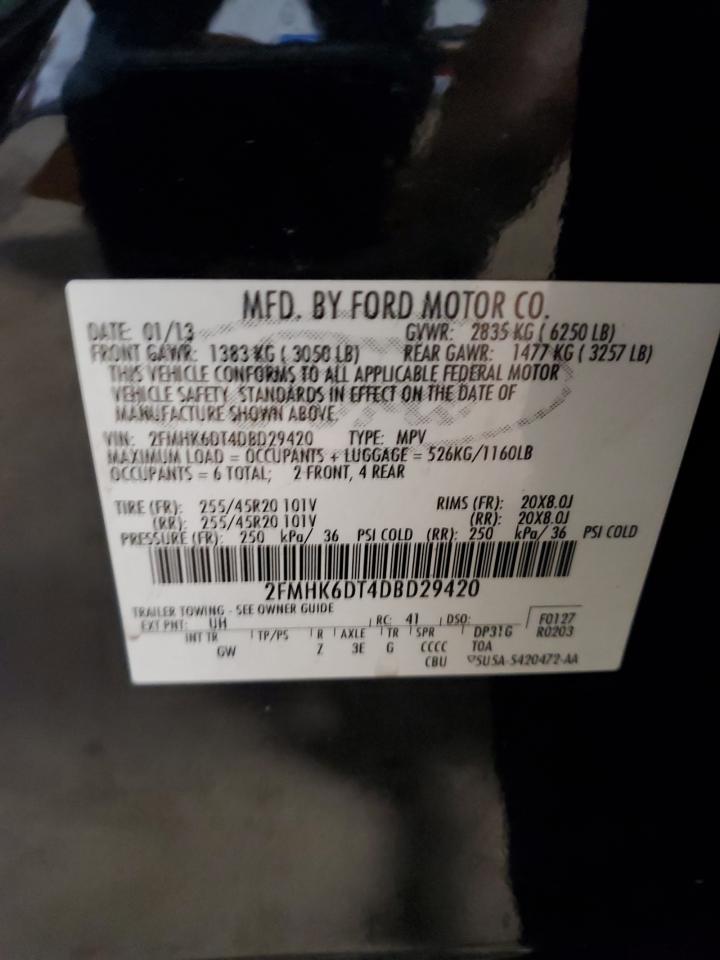 MFD. BY FORD MOTOR CO.
DATE: 01/13 GVWR: 2835 KG ( 6250 LB)
FRONT GAWR: 1383 KG ( 3050 LB) REAR GAWR: 1477 KG ( 3257 LB)
THIS VEHICLE CONFORMS TO ALL APPLICABLE FEDERAL MOTOR
VEHICLE SAFETY STANDARDS IN EFFECT ON THE DATE OF
MANUFACTURE SHOWN ABOVE.
VIN: 2FMHK6DT4DBD29420 TYPE: MPV
MAXIMUM LOAD = OCCUPANTS + LUGGAGE = 526KG/1160LB
OCCUPANTS = 6 TOTAL; 2 FRONT, 4 REAR
TIRE (FR): 255/45R20 101V RIMS (FR): 20X8.0J
(RR): 255/45R20 101V (RR): 20X8.0J
PRESSURE (FR): 250 kPa/ 36 PSI COLD (RR): 250 kPa/ 36 PSI COLD
2FMHK6DT4DBD29420
TRAILER TOWING - SEE OWNER GUIDE
EXT PNT: UH RC: 41 DSO: F0127
INT TR TP/PS R AXLE TR SPR DP31G R0203
GW Z 3E G CCCC TOA
CBU 5U5A-5420472-AA